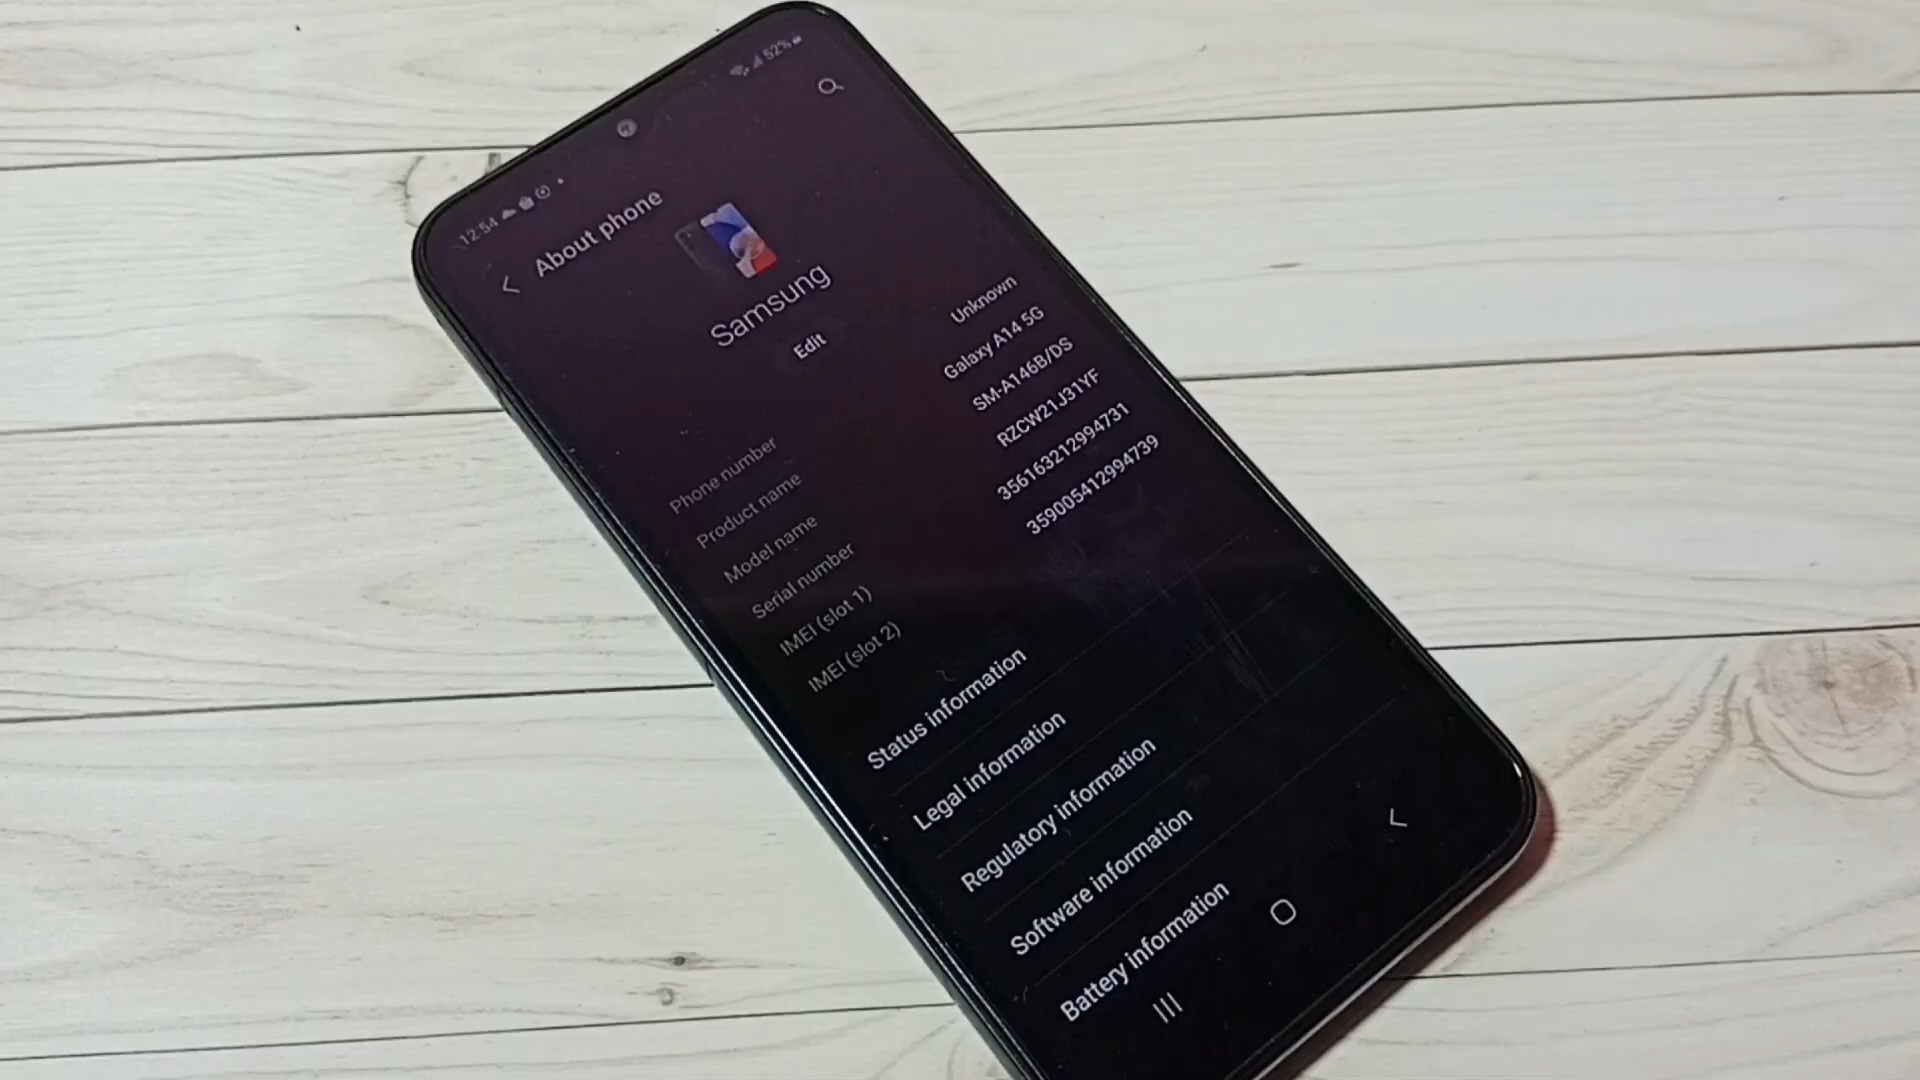 12:54
52%
About phone
Samsung
Edit
Phone number Unknown
Product name Galaxy A14 5G
Model name SM-A146B/DS
Serial number RZCW21J31YF
IMEI (slot 1) 356163212994731
IMEI (slot 2) 359005412994739
Status information
Legal information
Regulatory information
Software information
Battery information